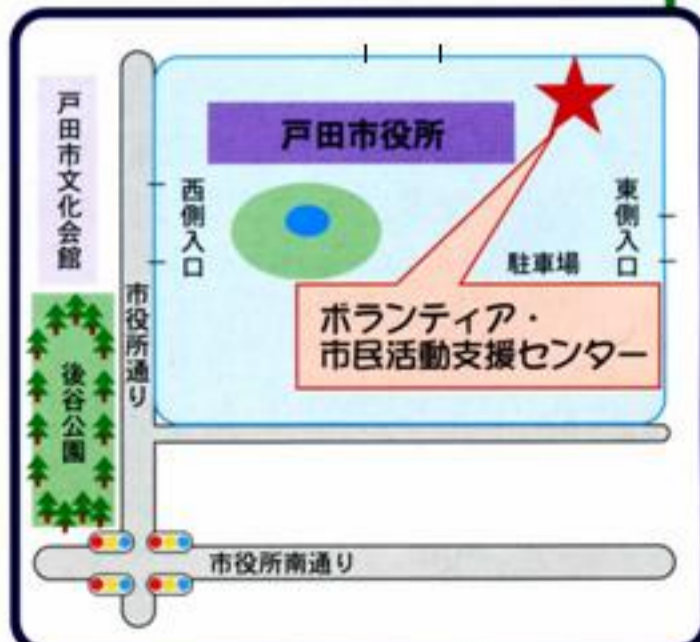 戸田市文化会館
戸田市役所
西側入口
東側入口
駐車場
ボランティア・
市民活動支援センター
市役所通り
後谷公園
市役所南通り